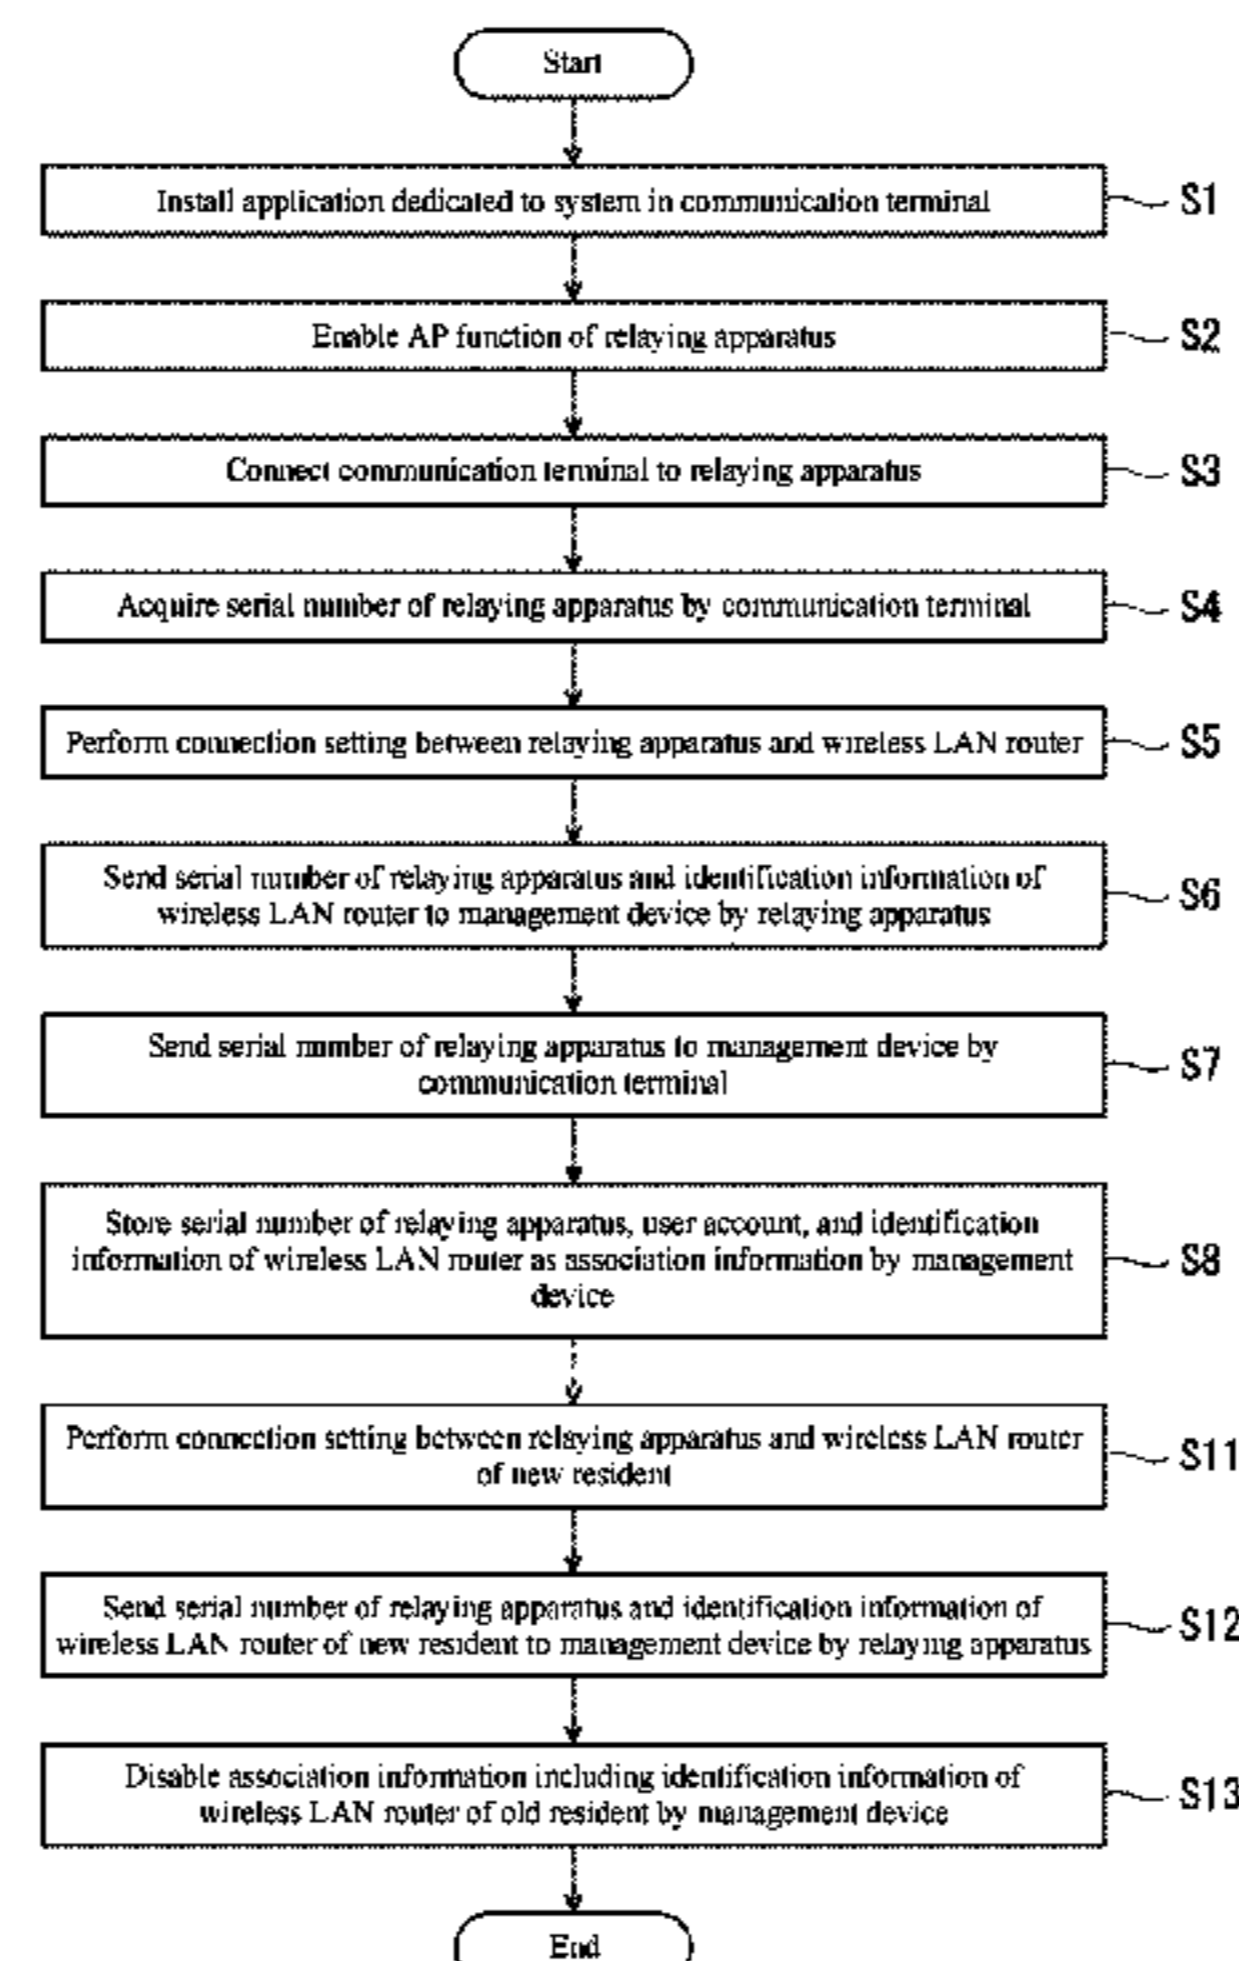 Start
Install application dedicated to system in communication terminal
S1
Enable AP function of relaying apparatus
S2
Connect communication terminal to relaying apparatus
S3
Acquire serial number of relaying apparatus by communication terminal
S4
Perform connection setting between relaying apparatus and wireless LAN router
S5
Send serial number of relaying apparatus and identification information of
wireless LAN router to management device by relaying apparatus
S6
Send serial number of relaying apparatus to management device by
communication terminal
S7
Store serial number of relaying apparatus, user account, and identification
information of wireless LAN router as association information by management
device
S8
Perform connection setting between relaying apparatus and wireless LAN router
of new resident
S11
Send serial number of relaying apparatus and identification information of
wireless LAN router of new resident to management device by relaying apparatus
S12
Disable association information including identification information of
wireless LAN router of old resident by management device
S13
End